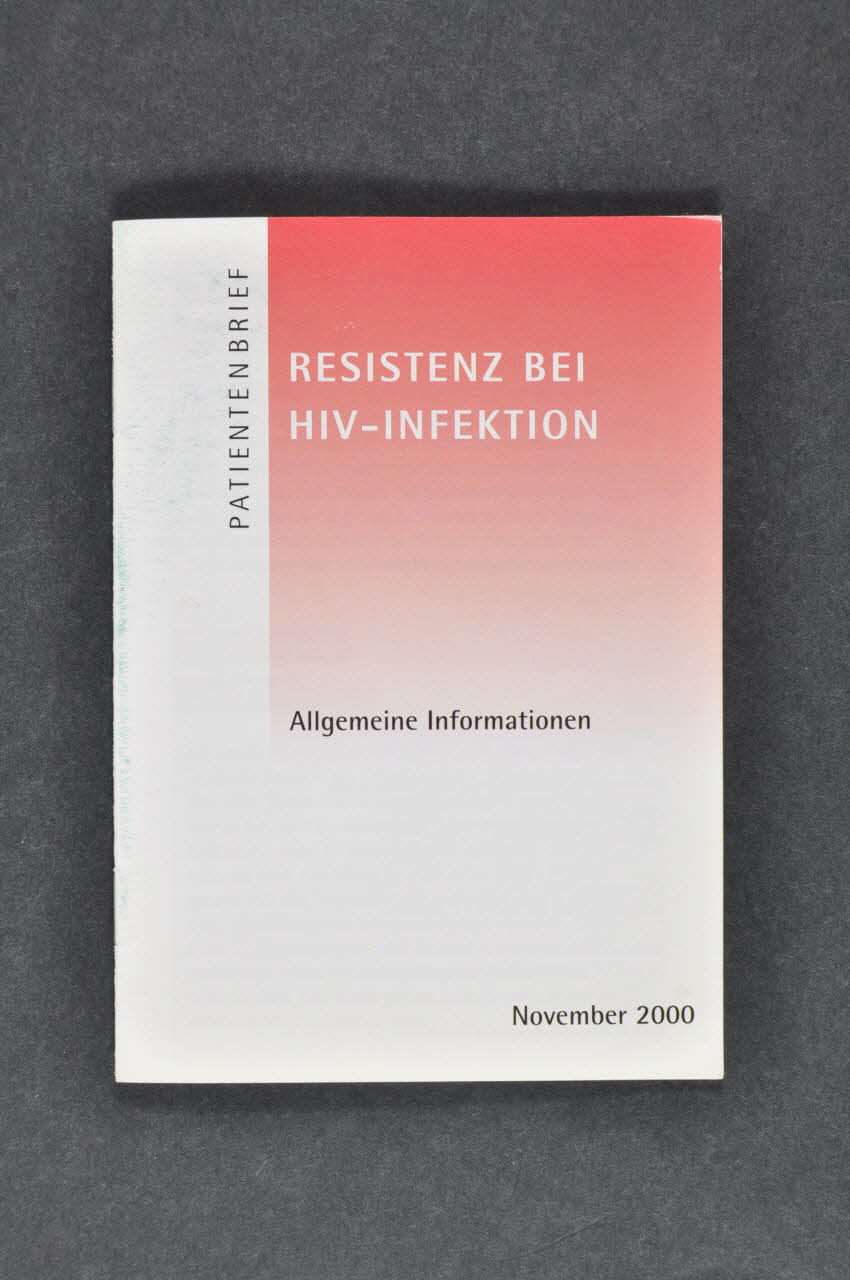 PATIENTENBRIEF
RESISTENZ BEI
HIV-INFEKTION
Allgemeine Informationen
November 2000